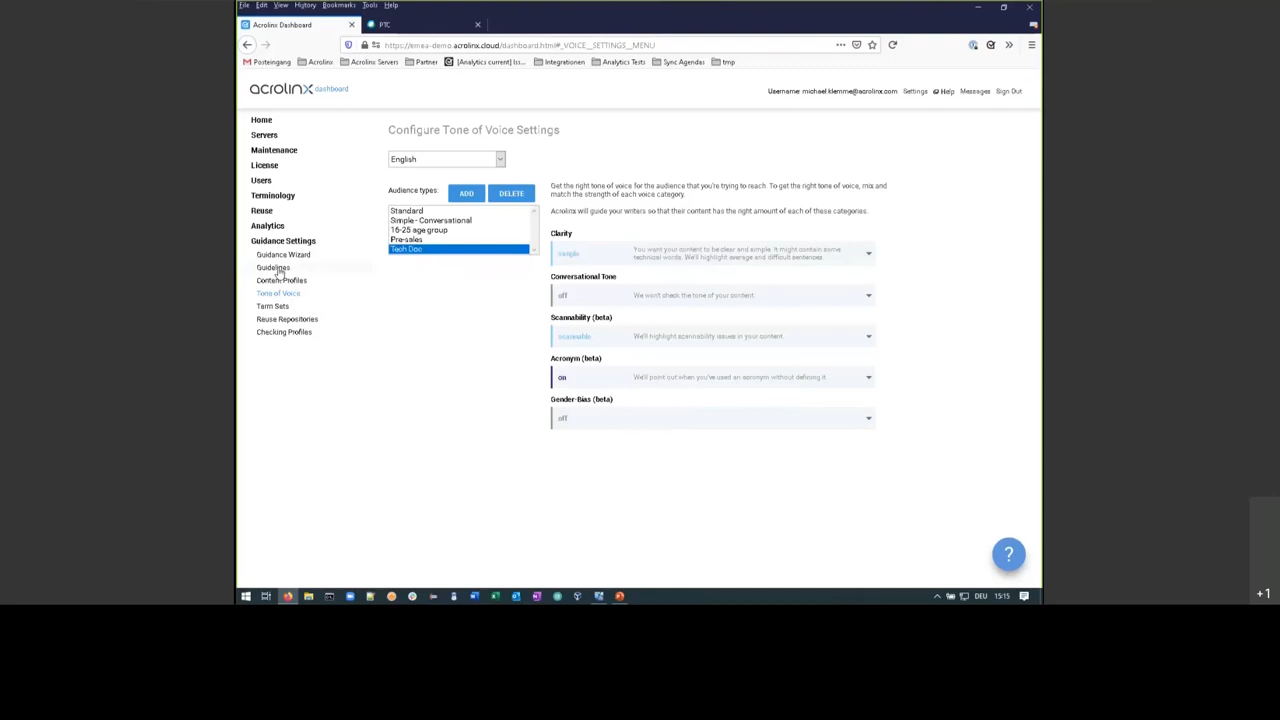 File Edit View History Bookmarks Tools Help
Acrolinx Dashboard
PTC
https://emea-demo.acrolinx.cloud/dashboard.html#_VOICE_SETTINGS__MENU
Posteingang Acrolinx Acrolinx Servers Partner [Analytics current] Iss... Integrationen Analytics Tests Sync Agendas tmp
acrolinx dashboard
Username: michael.klemme@acrolinx.com Settings Help Messages Sign Out
Home
Servers
Maintenance
License
Users
Terminology
Reuse
Analytics
Guidance Settings
Guidance Wizard
Guidelines
Content Profiles
Tone of Voice
Term Sets
Reuse Repositories
Checking Profiles
Configure Tone of Voice Settings
English
Audience types:
ADD
DELETE
Standard
Simple - Conversational
16-25 age group
Pre-sales
Tech Doc
Get the right tone of voice for the audience that you're trying to reach. To get the right tone of voice, mix and
match the strength of each voice category.
Acrolinx will guide your writers so that their content has the right amount of each of these categories.
Clarity
simple
You want your content to be clear and simple. It might contain some
technical words. We'll highlight average and difficult sentences.
Conversational Tone
off
We won't check the tone of your content.
Scannability (beta)
scannable
We'll highlight scannability issues in your content.
Acronym (beta)
on
We'll point out when you've used an acronym without defining it.
Gender-Bias (beta)
off
?
DEU
15:15
+1